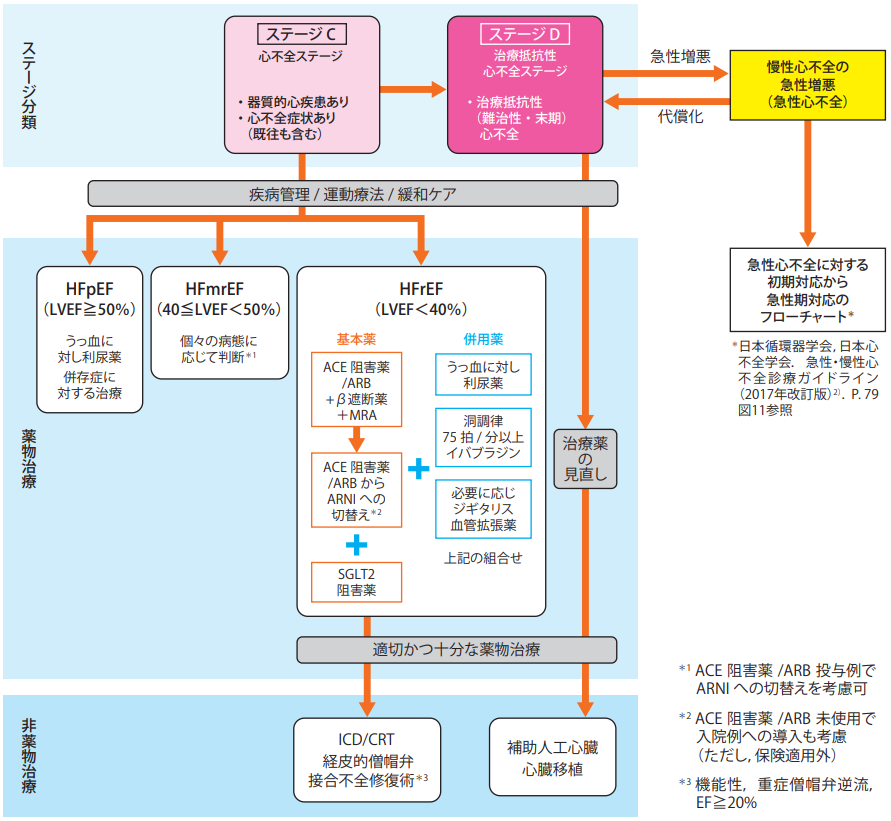 ステージ分類
ステージ C
心不全ステージ
・器質的心疾患あり
・心不全症状あり
（既往も含む）
ステージ D
治療抵抗性
心不全ステージ
・治療抵抗性
（難治性・末期）
心不全
急性増悪
代償化
慢性心不全の
急性増悪
（急性心不全）
疾病管理 / 運動療法 / 緩和ケア
急性心不全に対する
初期対応から
急性期対応の
フローチャート*
*日本循環器学会, 日本心
不全学会．急性・慢性心
不全診療ガイドライン
（2017年改訂版）2)．P. 79
図11参照
薬物治療
HFpEF
（LVEF≧50%）
うっ血に
対し利尿薬
併存症に
対する治療
HFmrEF
（40≦LVEF＜50%）
個々の病態に
応じて判断*1
HFrEF
（LVEF＜40%）
基本薬
ACE 阻害薬
/ARB
＋β遮断薬
＋MRA
ACE 阻害薬
/ARB から
ARNI への
切替え*2
SGLT2
阻害薬
併用薬
うっ血に対し
利尿薬
洞調律
75 拍 / 分以上
イバブラジン
必要に応じ
ジギタリス
血管拡張薬
上記の組合せ
治療薬
の
見直し
適切かつ十分な薬物治療
非薬物治療
ICD/CRT
経皮的僧帽弁
接合不全修復術*3
補助人工心臓
心臓移植
*1 ACE 阻害薬 /ARB 投与例で
ARNI への切替えを考慮可
*2 ACE 阻害薬 /ARB 未使用で
入院例への導入も考慮
（ただし, 保険適用外）
*3 機能性，重症僧帽弁逆流,
EF≧20%